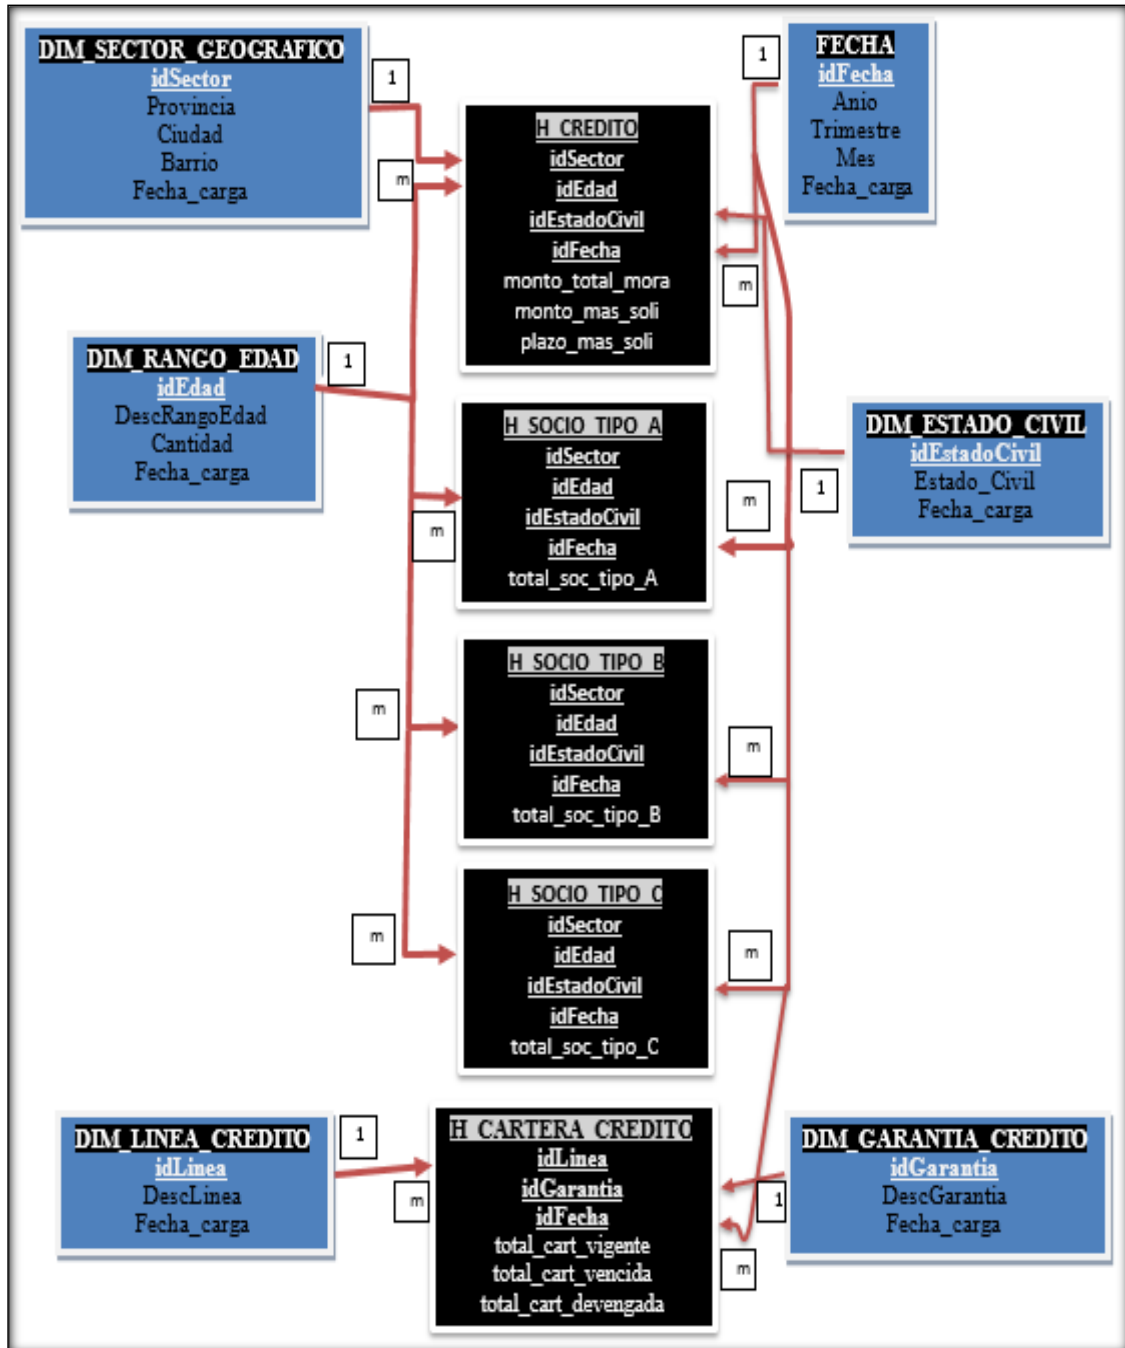 DIM_SECTOR_GEOGRAFICO
idSector
Provincia
Ciudad
Barrio
Fecha_carga
1
m
H_CREDITO
idSector
idEdad
idEstadoCivil
idFecha
monto_total_mora
monto_mas_soli
plazo_mas_soli
1
m
FECHA
idFecha
Anio
Trimestre
Mes
Fecha_carga
DIM_RANGO_EDAD
idEdad
DescRangoEdad
Cantidad
Fecha_carga
1
m
H_SOCIO_TIPO_A
idSector
idEdad
idEstadoCivil
idFecha
total_soc_tipo_A
m
1
DIM_ESTADO_CIVIL
idEstadoCivil
Estado_Civil
Fecha_carga
m
H_SOCIO_TIPO_B
idSector
idEdad
idEstadoCivil
idFecha
total_soc_tipo_B
m
m
H_SOCIO_TIPO_C
idSector
idEdad
idEstadoCivil
idFecha
total_soc_tipo_C
m
DIM_LINEA_CREDITO
idLinea
DescLinea
Fecha_carga
1
m
H_CARTERA_CREDITO
idLinea
idGarantia
idFecha
total_cart_vigente
total_cart_vencida
total_cart_devengada
1
m
DIM_GARANTIA_CREDITO
idGarantia
DescGarantia
Fecha_carga